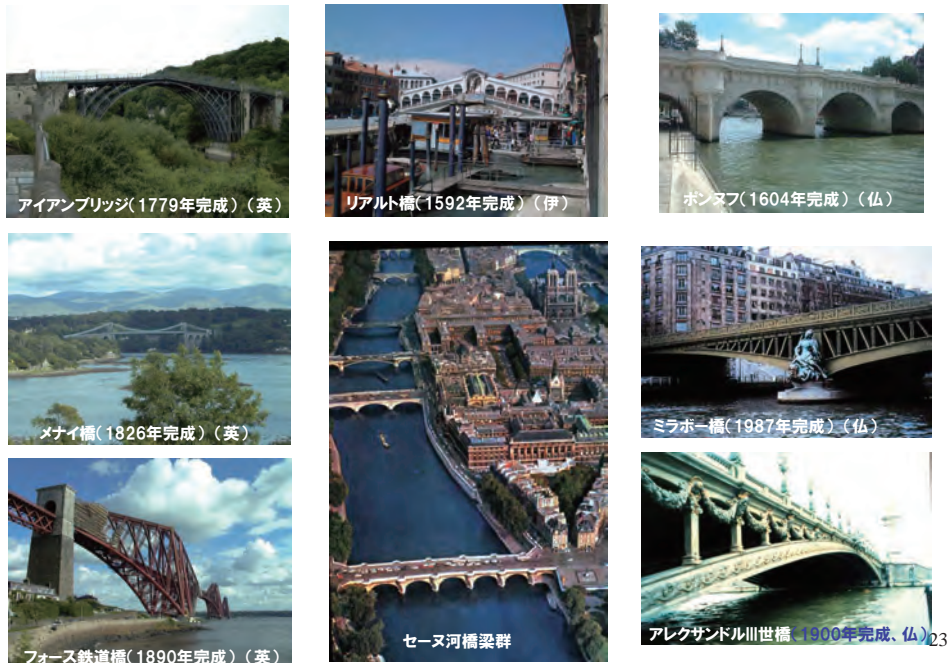 アイアンブリッジ(1779年完成)(英)
リアルト橋(1592年完成)(伊)
ポンヌフ(1604年完成)(仏)
メナイ橋(1826年完成)(英)
ミラボー橋(1987年完成)(仏)
フォース鉄道橋(1890年完成)(英)
セーヌ河橋梁群
アレクサンドルIII世橋(1900年完成、仏)
23